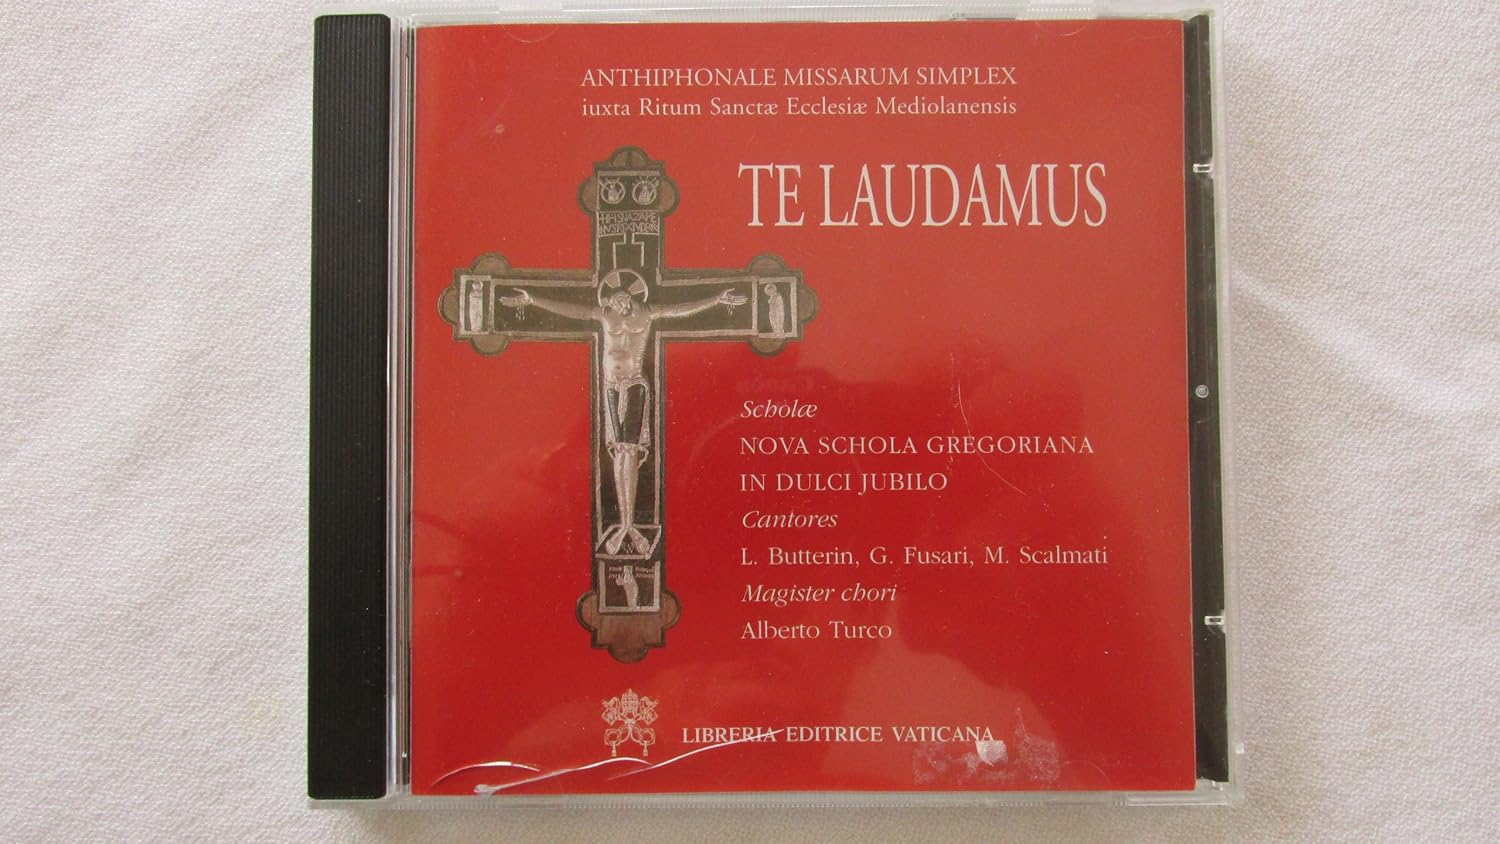 ANTHIPHONALE MISSARUM SIMPLEX
iuxta Ritum Sanctæ Ecclesiæ Mediolanensis
TE LAUDAMUS
Scholæ
NOVA SCHOLA GREGORIANA
IN DULCI JUBILO
Cantores
L. Butterin, G. Fusari, M. Scalmati
Magister chori
Alberto Turco
LIBRERIA EDITRICE VATICANA